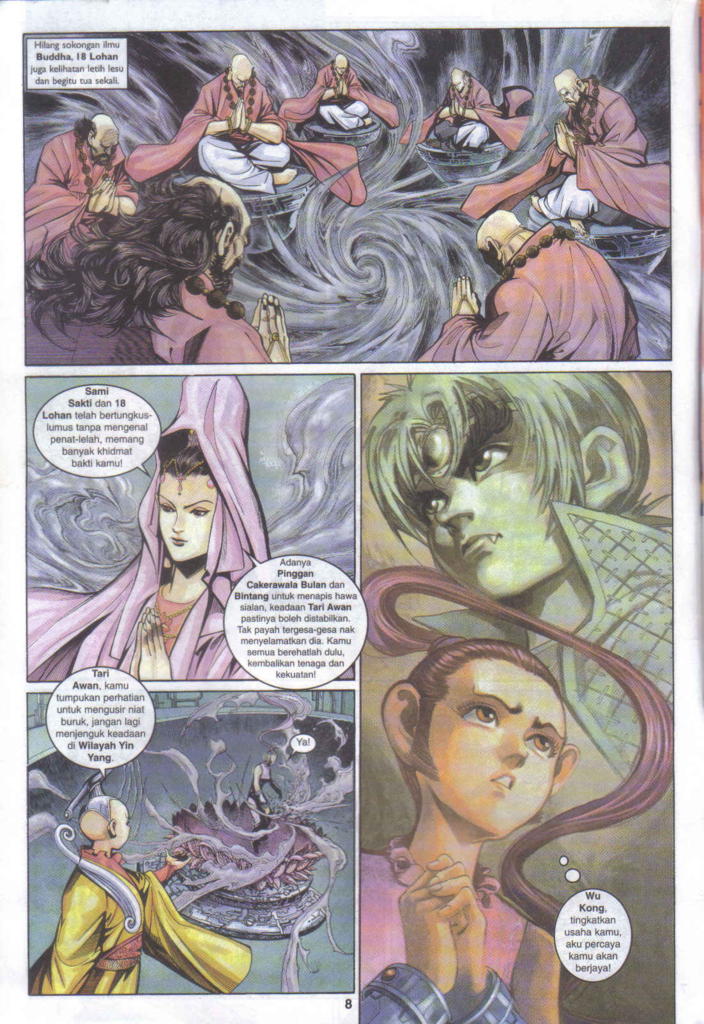 Hilang sokongan ilmu
Buddha, 18 Lohan
juga kelihatan letih lesu
dan begitu tua sekali.
Sami
Sakti dan 18
Lohan telah bertungkus-
lumus tanpa mengenal
penat-lelah, memang
banyak khidmat
bakti kamu!
Adanya
Pinggan
Cakerawala Bulan dan
Bintang untuk menapis hawa
sialan, keadaan Tari Awan
pastinya boleh distabilkan.
Tak payah tergesa-gesa nak
menyelamatkan dia. Kamu
semua berehatlah dulu,
kembalikan tenaga dan
kekuatan!
Tari
Awan, kamu
tumpukan perhatian
untuk mengusir niat
buruk, jangan lagi
menjenguk keadaan
di Wilayah Yin
Yang.
Ya!
Wu
Kong,
tingkatkan
usaha kamu,
aku percaya
kamu akan
berjaya!
8